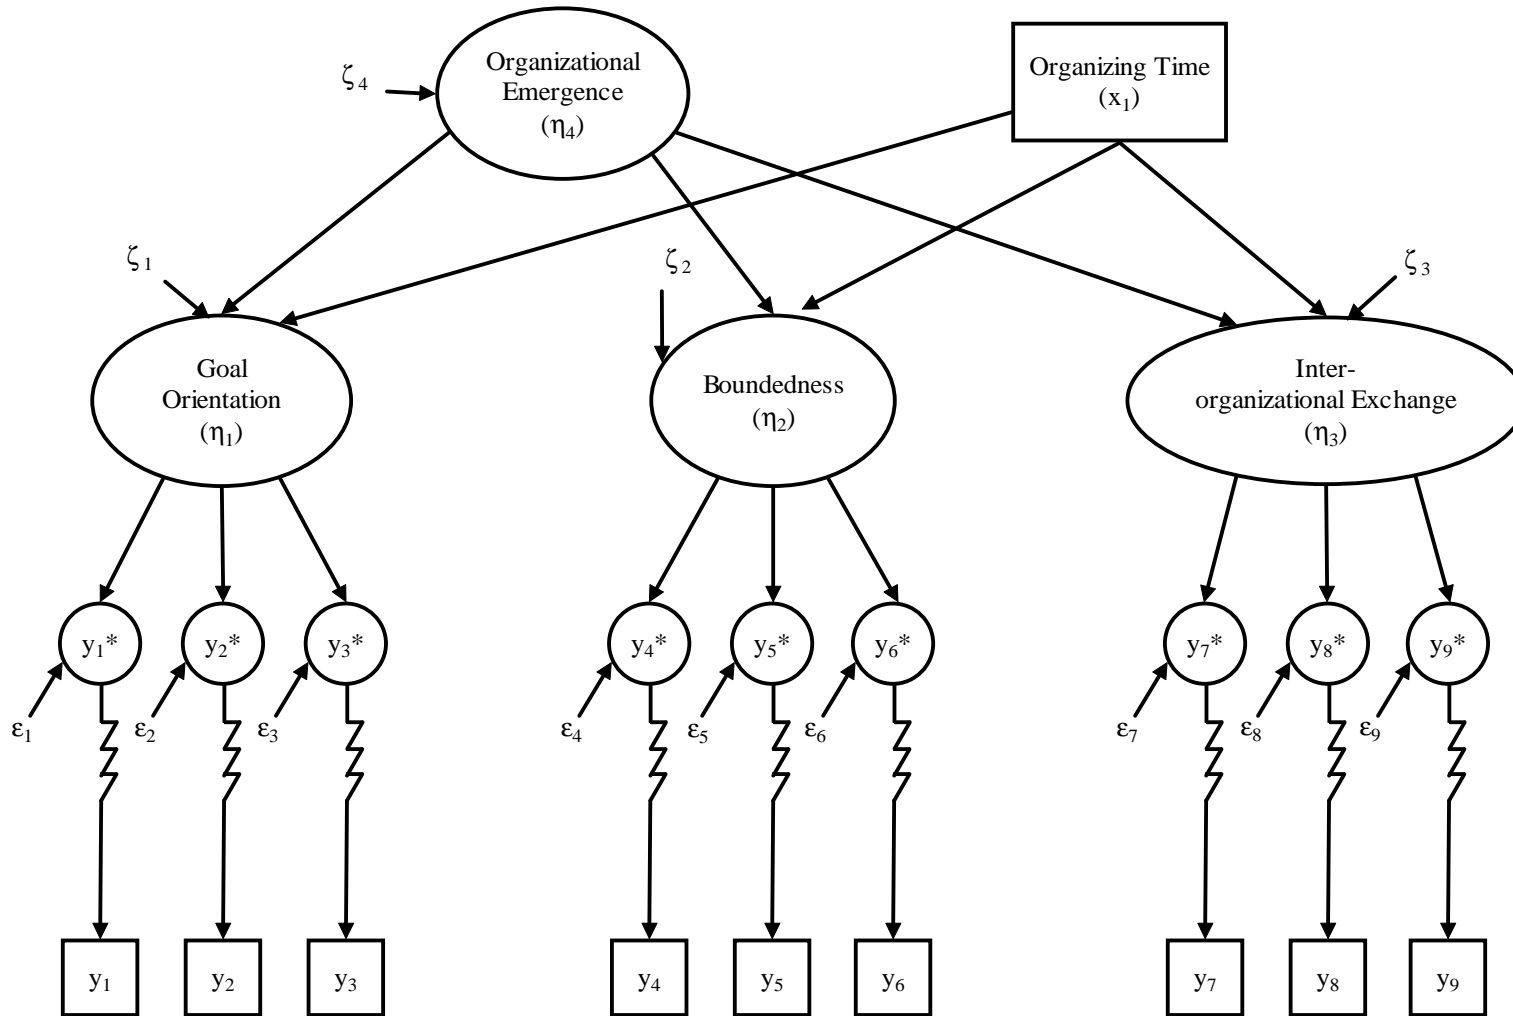 Organizational
Emergence
(η4)
Organizing Time
(x1)
ζ4
ζ1
ζ2
ζ3
Goal
Orientation
(η1)
Boundedness
(η2)
Inter-
organizational Exchange
(η3)
y1*
y2*
y3*
y4*
y5*
y6*
y7*
y8*
y9*
ε1
ε2
ε3
ε4
ε5
ε6
ε7
ε8
ε9
y1
y2
y3
y4
y5
y6
y7
y8
y9